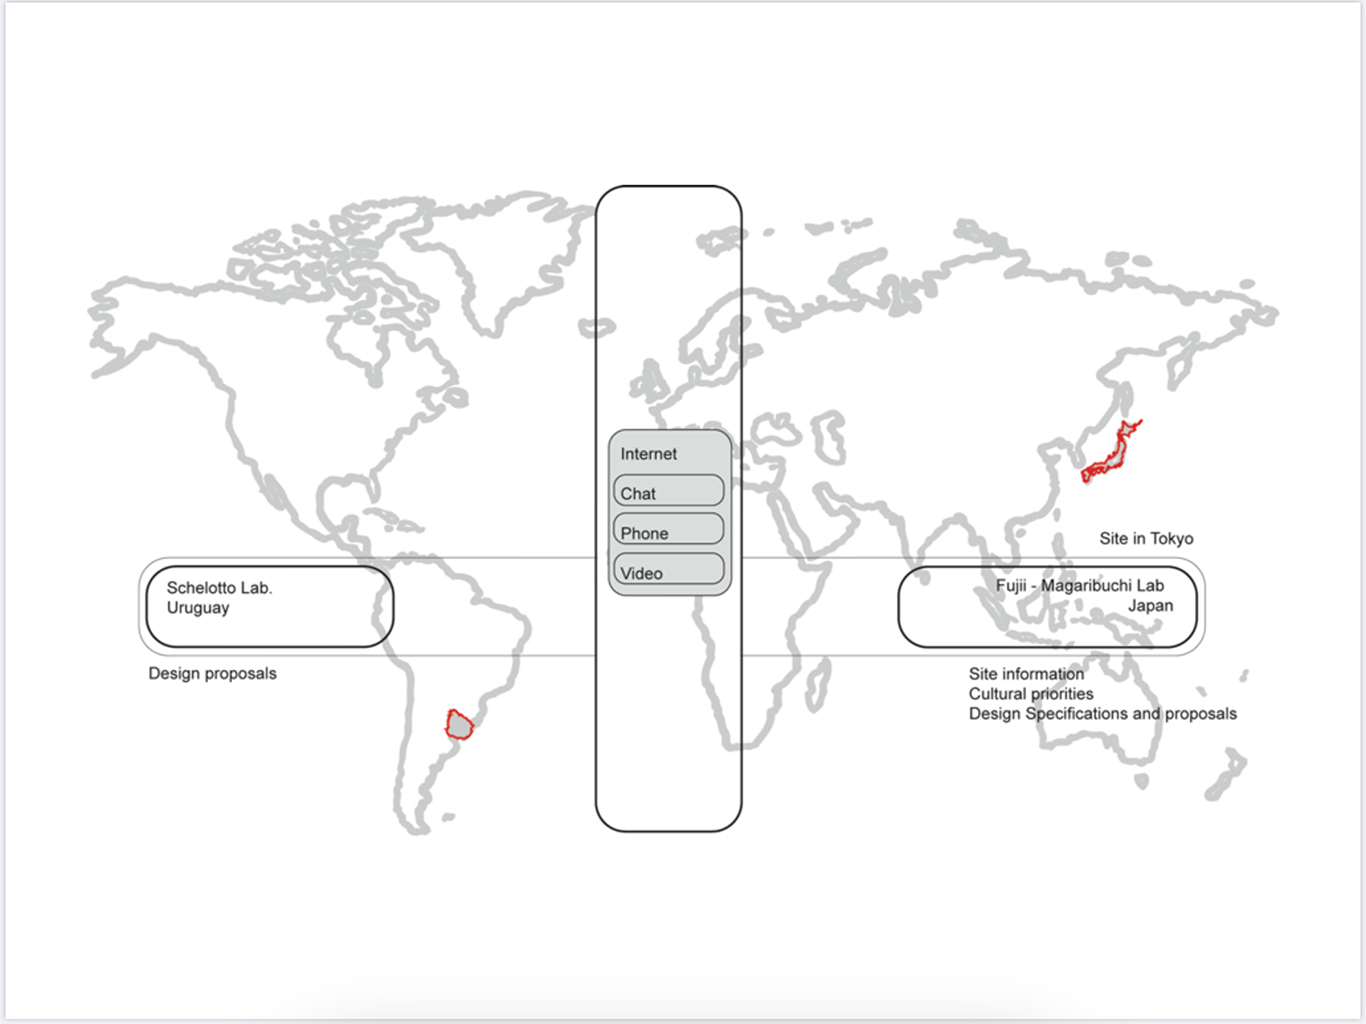 Internet
Chat
Phone
Video
Schelotto Lab.
Uruguay
Design proposals
Site in Tokyo
Fujii - Magaribuchi Lab
Japan
Site information
Cultural priorities
Design Specifications and proposals